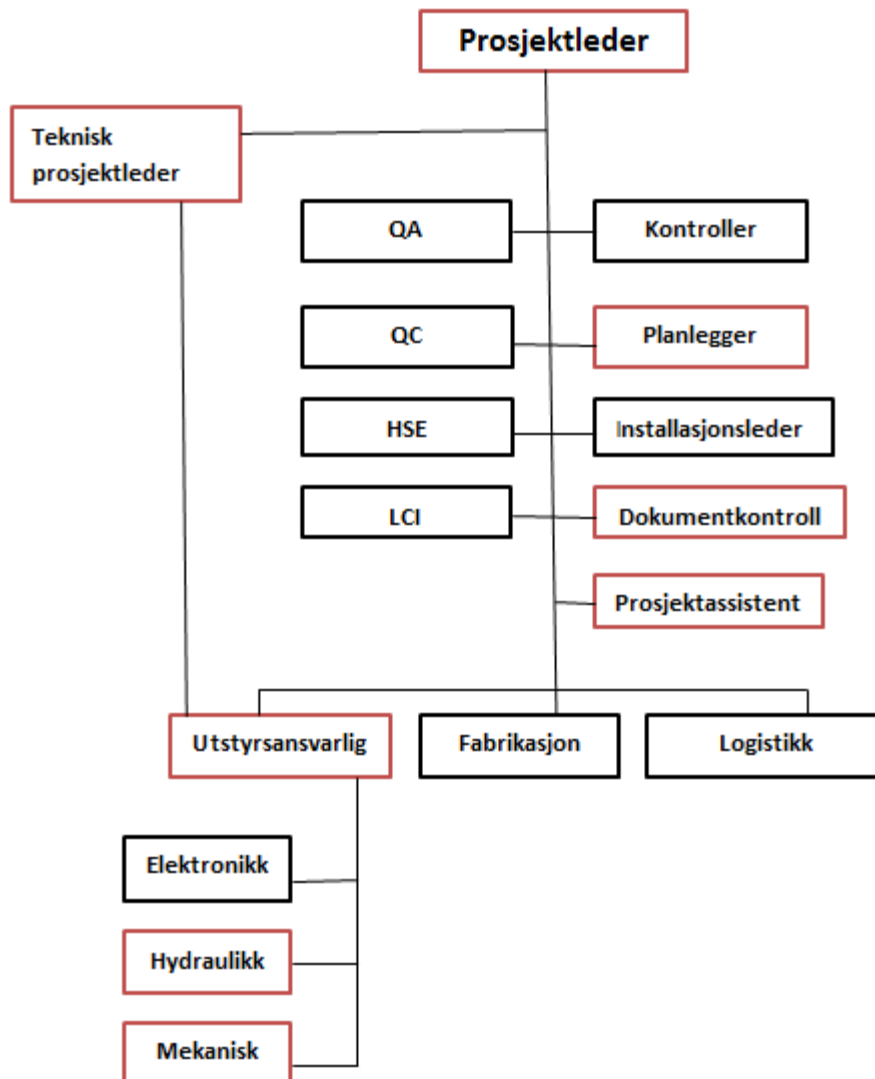 Prosjektleder
Teknisk
prosjektleder
QA
Kontroller
QC
Planlegger
HSE
Installasjonsleder
LCI
Dokumentkontroll
Prosjektassistent
Utstyrsansvarlig
Fabrikasjon
Logistikk
Elektronikk
Hydraulikk
Mekanisk